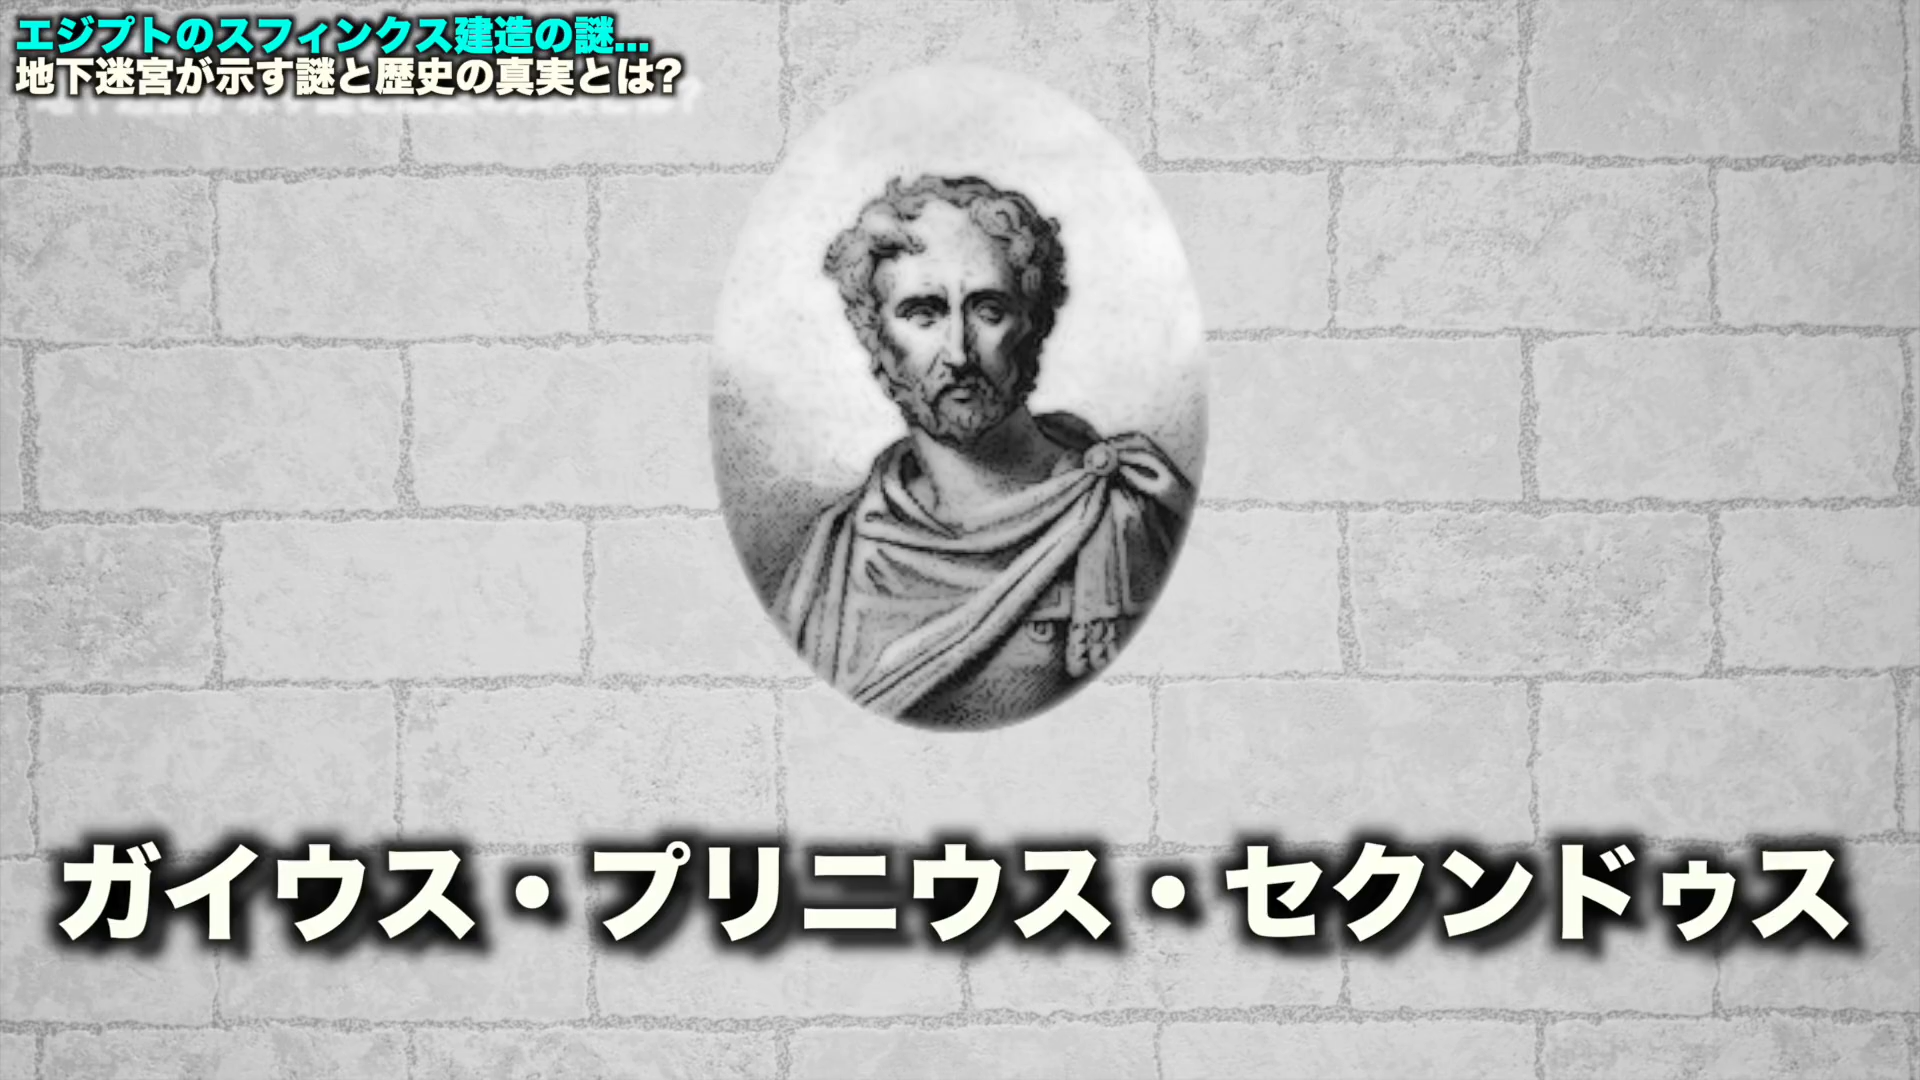 エジプトのスフィンクス建造の謎...
地下迷宮が示す謎と歴史の真実とは?
ガイウス・プリニウス・セクンドゥス